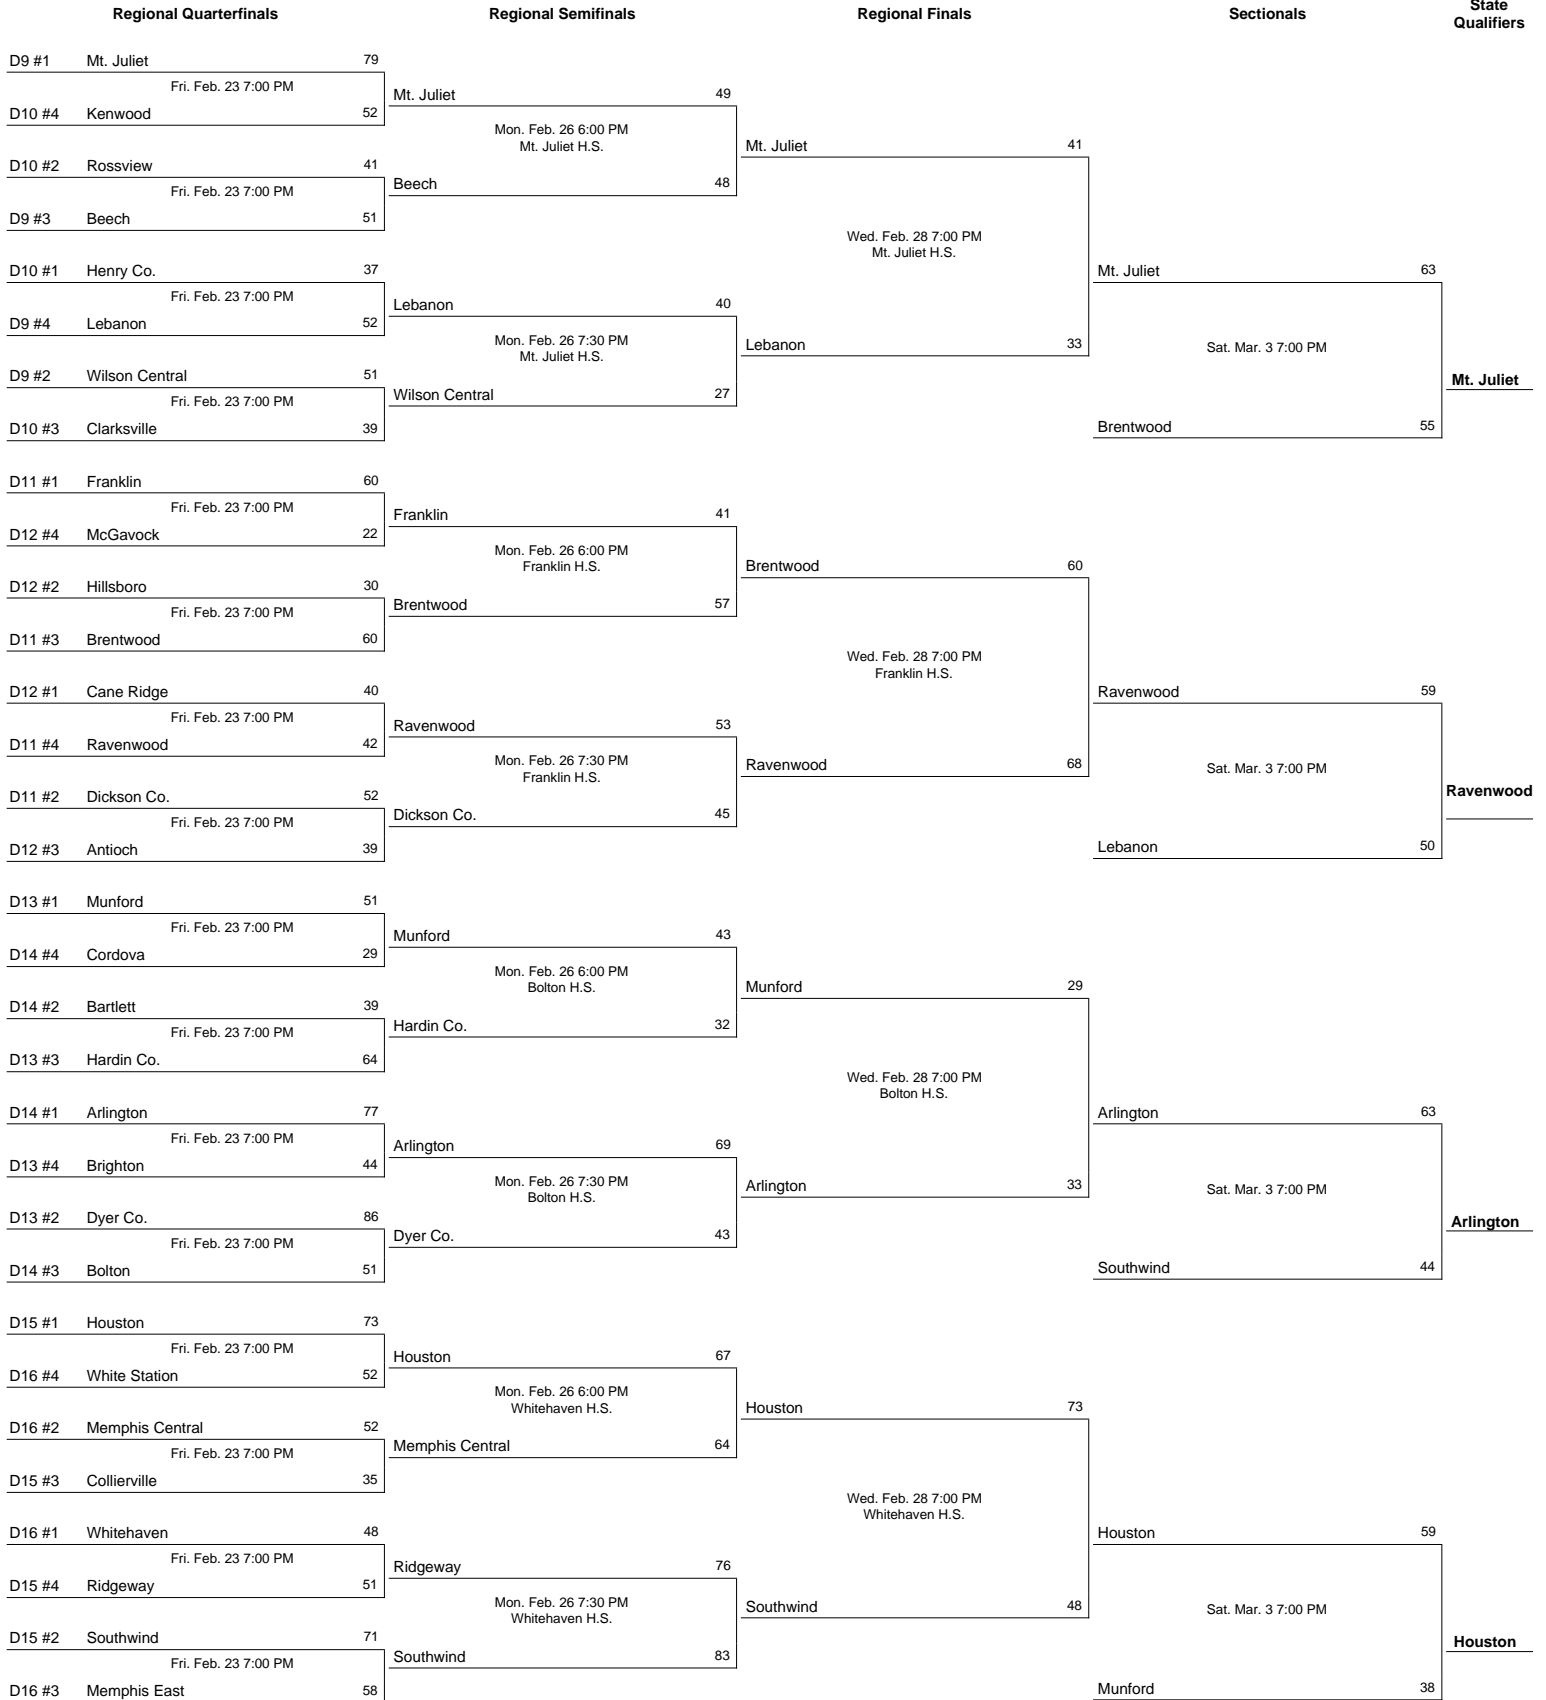 Regional Quarterfinals
Regional Semifinals
Regional Finals
Sectionals
State
Qualifiers
D9 #1 Mt. Juliet 79
Fri. Feb. 23 7:00 PM
D10 #4 Kenwood 52
D10 #2 Rossview 41
Fri. Feb. 23 7:00 PM
D9 #3 Beech 51
D10 #1 Henry Co. 37
Fri. Feb. 23 7:00 PM
D9 #4 Lebanon 52
D9 #2 Wilson Central 51
Fri. Feb. 23 7:00 PM
D10 #3 Clarksville 39
D11 #1 Franklin 60
Fri. Feb. 23 7:00 PM
D12 #4 McGavock 22
D12 #2 Hillsboro 30
Fri. Feb. 23 7:00 PM
D11 #3 Brentwood 60
D12 #1 Cane Ridge 40
Fri. Feb. 23 7:00 PM
D11 #4 Ravenwood 42
D11 #2 Dickson Co. 52
Fri. Feb. 23 7:00 PM
D12 #3 Antioch 39
D13 #1 Munford 51
Fri. Feb. 23 7:00 PM
D14 #4 Cordova 29
D14 #2 Bartlett 39
Fri. Feb. 23 7:00 PM
D13 #3 Hardin Co. 64
D14 #1 Arlington 77
Fri. Feb. 23 7:00 PM
D13 #4 Brighton 44
D13 #2 Dyer Co. 86
Fri. Feb. 23 7:00 PM
D14 #3 Bolton 51
D15 #1 Houston 73
Fri. Feb. 23 7:00 PM
D16 #4 White Station 52
D16 #2 Memphis Central 52
Fri. Feb. 23 7:00 PM
D15 #3 Collierville 35
D16 #1 Whitehaven 48
Fri. Feb. 23 7:00 PM
D15 #4 Ridgeway 51
D15 #2 Southwind 71
Fri. Feb. 23 7:00 PM
D16 #3 Memphis East 58
Mt. Juliet 49
Mon. Feb. 26 6:00 PM
Mt. Juliet H.S.
Beech 48
Lebanon 40
Mon. Feb. 26 7:30 PM
Mt. Juliet H.S.
Wilson Central 27
Franklin 41
Mon. Feb. 26 6:00 PM
Franklin H.S.
Brentwood 57
Ravenwood 53
Mon. Feb. 26 7:30 PM
Franklin H.S.
Dickson Co. 45
Munford 43
Mon. Feb. 26 6:00 PM
Bolton H.S.
Hardin Co. 32
Arlington 69
Mon. Feb. 26 7:30 PM
Bolton H.S.
Dyer Co. 43
Houston 67
Mon. Feb. 26 6:00 PM
Whitehaven H.S.
Memphis Central 64
Ridgeway 76
Mon. Feb. 26 7:30 PM
Whitehaven H.S.
Southwind 83
Mt. Juliet 41
Wed. Feb. 28 7:00 PM
Mt. Juliet H.S.
Lebanon 33
Brentwood 60
Wed. Feb. 28 7:00 PM
Franklin H.S.
Ravenwood 68
Munford 29
Wed. Feb. 28 7:00 PM
Bolton H.S.
Arlington 33
Houston 73
Wed. Feb. 28 7:00 PM
Whitehaven H.S.
Southwind 48
Mt. Juliet 63
Sat. Mar. 3 7:00 PM
Brentwood 55
Ravenwood 59
Sat. Mar. 3 7:00 PM
Lebanon 50
Arlington 63
Sat. Mar. 3 7:00 PM
Southwind 44
Houston 59
Sat. Mar. 3 7:00 PM
Munford 38
Mt. Juliet
Ravenwood
Arlington
Houston